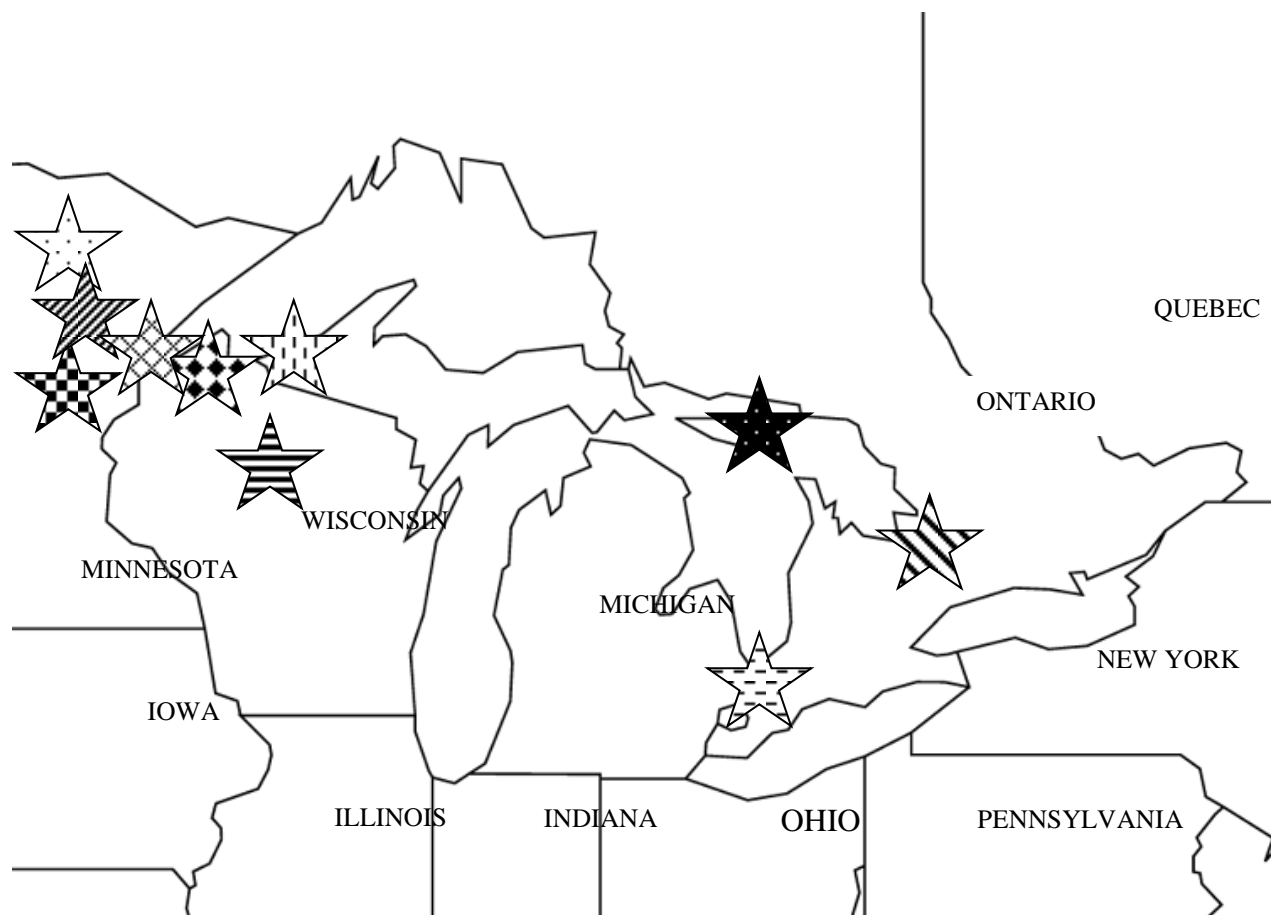 QUEBEC
ONTARIO
WISCONSIN
MINNESOTA
MICHIGAN
NEW YORK
IOWA
ILLINOIS
INDIANA
OHIO
PENNSYLVANIA